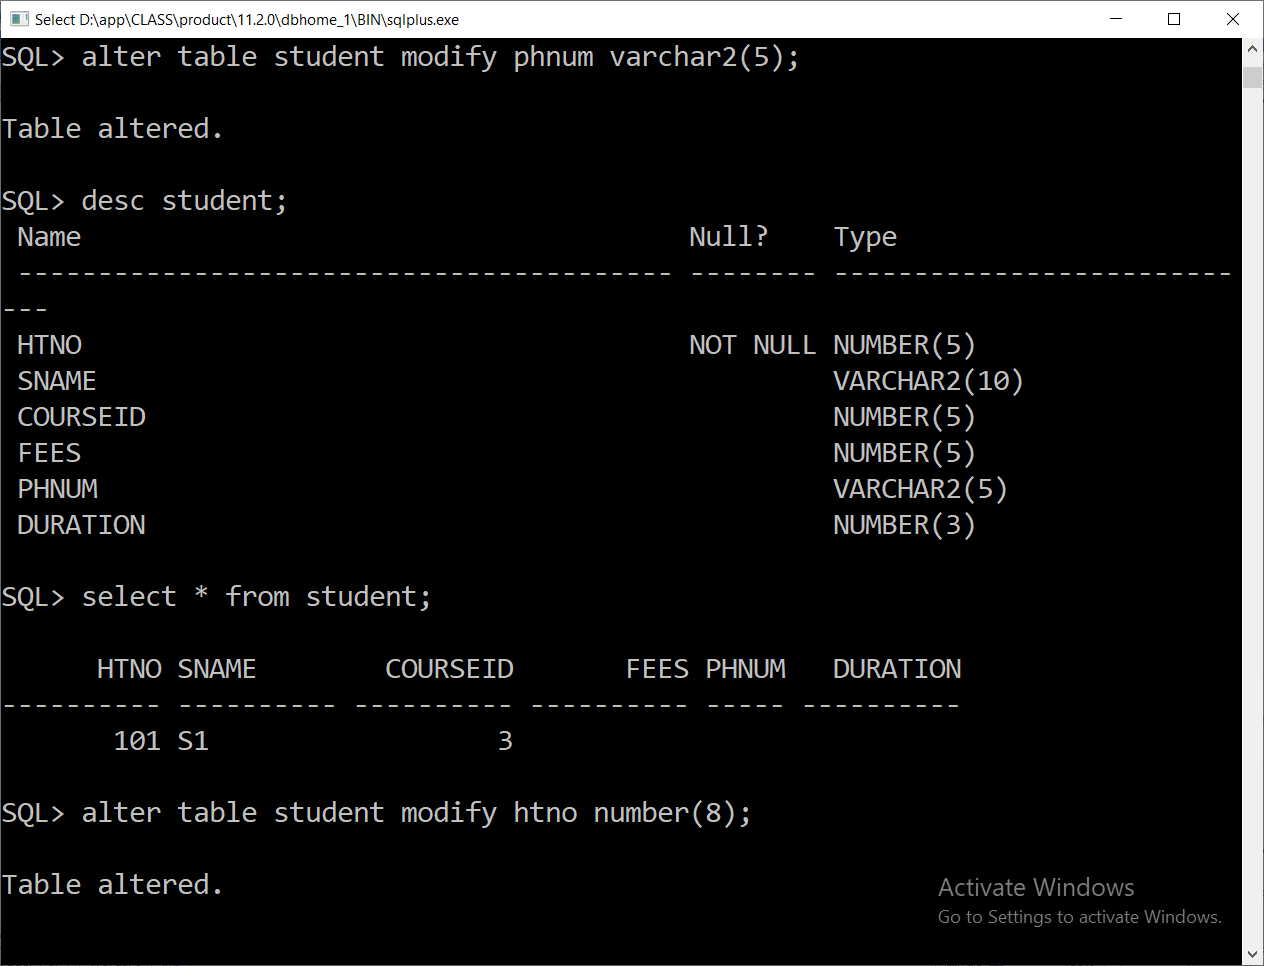 Select D:\app\CLASS\product\11.2.0\dbhome_1\BIN\sqlplus.exe
SQL> alter table student modify phnum varchar2(5);
Table altered.
SQL> desc student;
Name Null? Type
----------------------------------------- -------- -------------------------
---
HTNO NOT NULL NUMBER(5)
SNAME VARCHAR2(10)
COURSEID NUMBER(5)
FEES NUMBER(5)
PHNUM VARCHAR2(5)
DURATION NUMBER(3)
SQL> select * from student;
HTNO SNAME COURSEID FEES PHNUM DURATION
---------- ---------- ---------- ---------- ----- ----------
101 S1 3
SQL> alter table student modify htno number(8);
Table altered.
Activate Windows
Go to Settings to activate Windows.